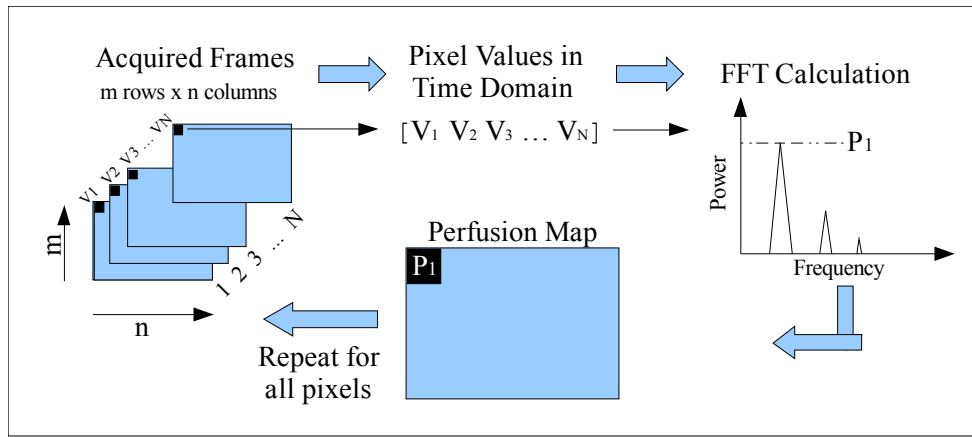 Acquired Frames
m rows x n columns
Pixel Values in
Time Domain
FFT Calculation
V1 V2 V3 ... VN
[V1 V2 V3 ... VN]
P1
Power
Frequency
m
n
1 2 3 ... N
Perfusion Map
P1
Repeat for
all pixels